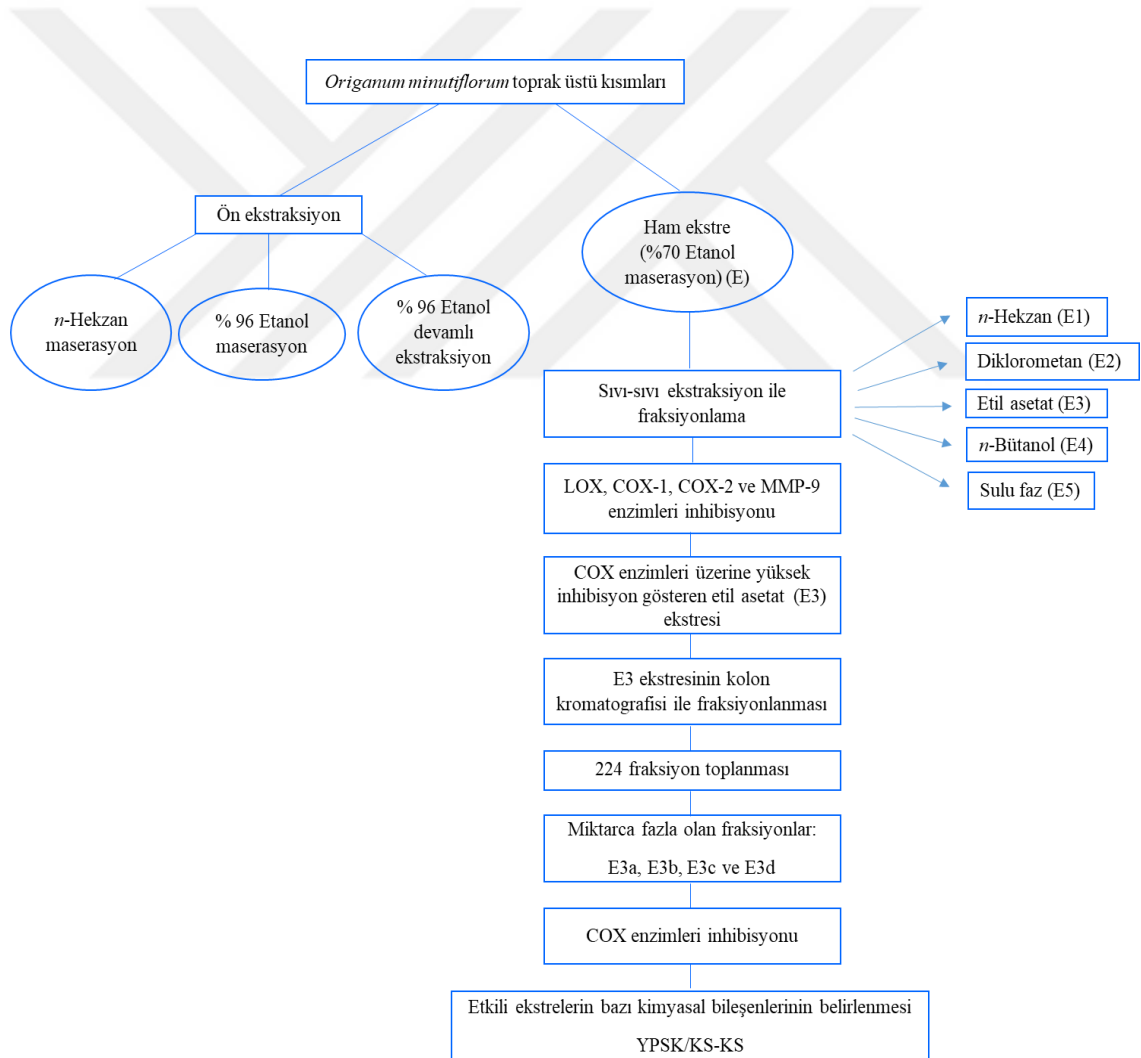 Origanum minutiflorum toprak üstü kısımları
Ön ekstraksiyon
n-Hekzan
maserasyon
% 96 Etanol
maserasyon
% 96 Etanol
devamlı
ekstraksiyon
Ham ekstre
(%70 Etanol
maserasyon) (E)
Sıvı-sıvı ekstraksiyon ile
fraksiyonlama
n-Hekzan (E1)
Diklorometan (E2)
Etil asetat (E3)
n-Bütanol (E4)
Sulu faz (E5)
LOX, COX-1, COX-2 ve MMP-9
enzimleri inhibisyonu
COX enzimleri üzerine yüksek
inhibisyon gösteren etil asetat (E3)
ekstresi
E3 ekstresinin kolon
kromatografisi ile fraksiyonlanması
224 fraksiyon toplanması
Miktarca fazla olan fraksiyonlar:
E3a, E3b, E3c ve E3d
COX enzimleri inhibisyonu
Etkili ekstrelerin bazı kimyasal bileşenlerinin belirlenmesi
YPSK/KS-KS